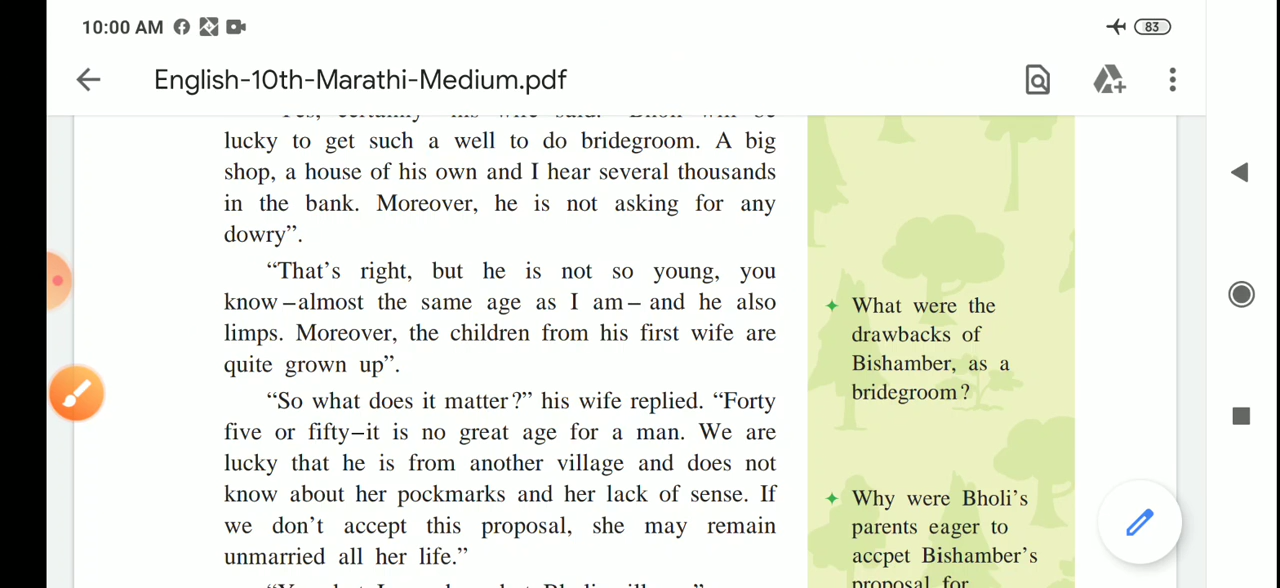 10:00 AM
83
English-10th-Marathi-Medium.pdf
lucky to get such a well to do bridegroom. A big
shop, a house of his own and I hear several thousands
in the bank. Moreover, he is not asking for any
dowry”.
“That’s right, but he is not so young, you
know–almost the same age as I am– and he also
limps. Moreover, the children from his first wife are
quite grown up”.
“So what does it matter?” his wife replied. “Forty
five or fifty–it is no great age for a man. We are
lucky that he is from another village and does not
know about her pockmarks and her lack of sense. If
we don’t accept this proposal, she may remain
unmarried all her life.”
What were the
drawbacks of
Bishamber, as a
bridegroom?
Why were Bholi’s
parents eager to
accpet Bishamber’s
proposal for